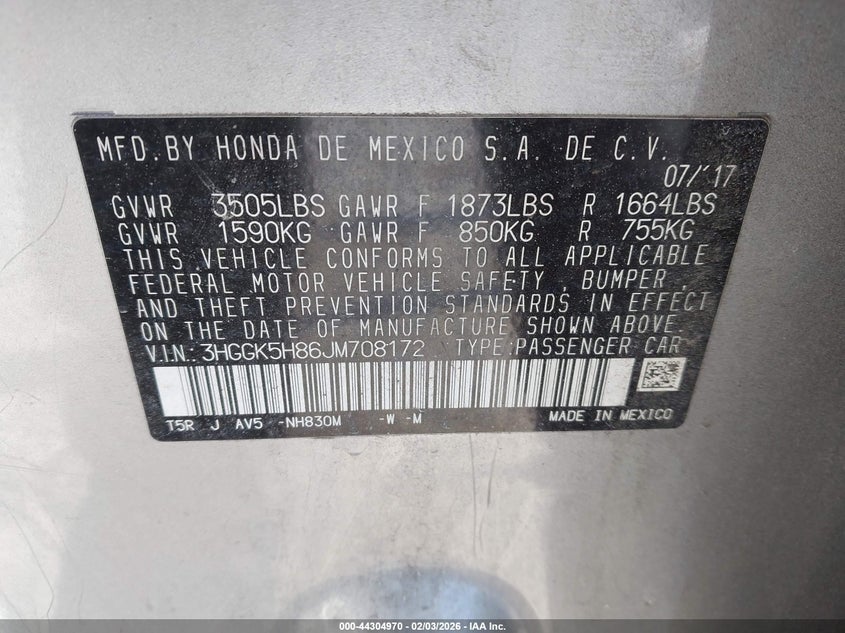 MFD.BY HONDA DE MEXICO S.A. DE C.V.
07/'17
GVWR 3505LBS GAWR F 1873LBS R 1664LBS
GVWR 1590KG GAWR F 850KG R 755KG
THIS VEHICLE CONFORMS TO ALL APPLICABLE
FEDERAL MOTOR VEHICLE SAFETY , BUMPER ,
AND THEFT PREVENTION STANDARDS IN EFFECT
ON THE DATE OF MANUFACTURE SHOWN ABOVE.
V.I.N.:3HGGK5H86JM708172 TYPE:PASSENGER CAR
T5R J AV5 -NH830M -W -M MADE IN MEXICO
000-44304970 - 02/03/2026 - IAA Inc.